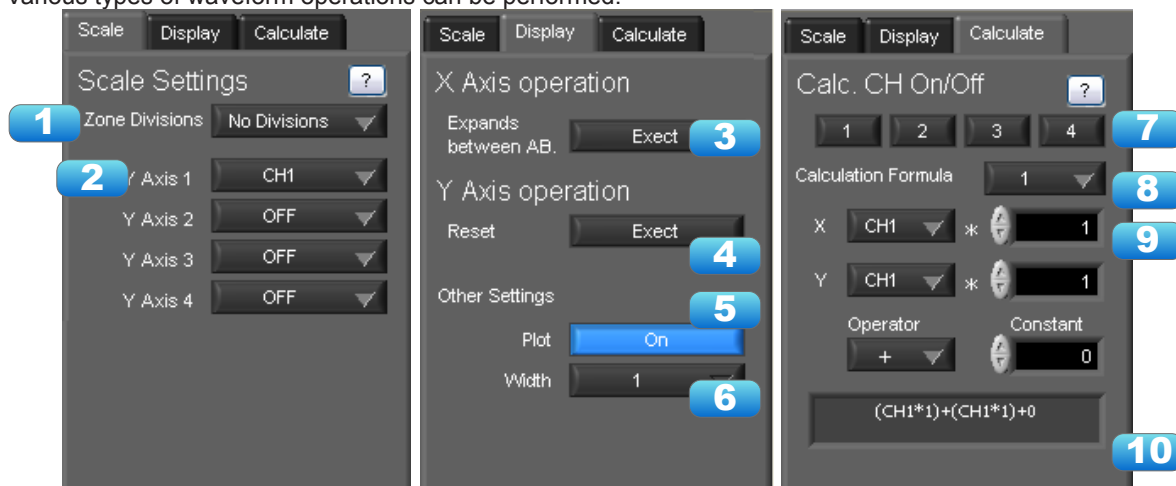 various types of waveform operations can be performed.
Scale Display Calculate
Scale Settings ?
1 Zone Divisions No Divisions
2 Y Axis 1 CH1
Y Axis 2 OFF
Y Axis 3 OFF
Y Axis 4 OFF
Scale Display Calculate
X Axis operation
Expands
between AB. Exect 3
Y Axis operation
Reset Exect
4
Other Settings
5
Plot On
Width 1
6
Scale Display Calculate
Calc. CH On/Off ?
1 2 3 4 7
Calculation Formula 1 8
X CH1 * 1 9
Y CH1 * 1
Operator Constant
+ 0
(CH1*1)+(CH1*1)+0
10